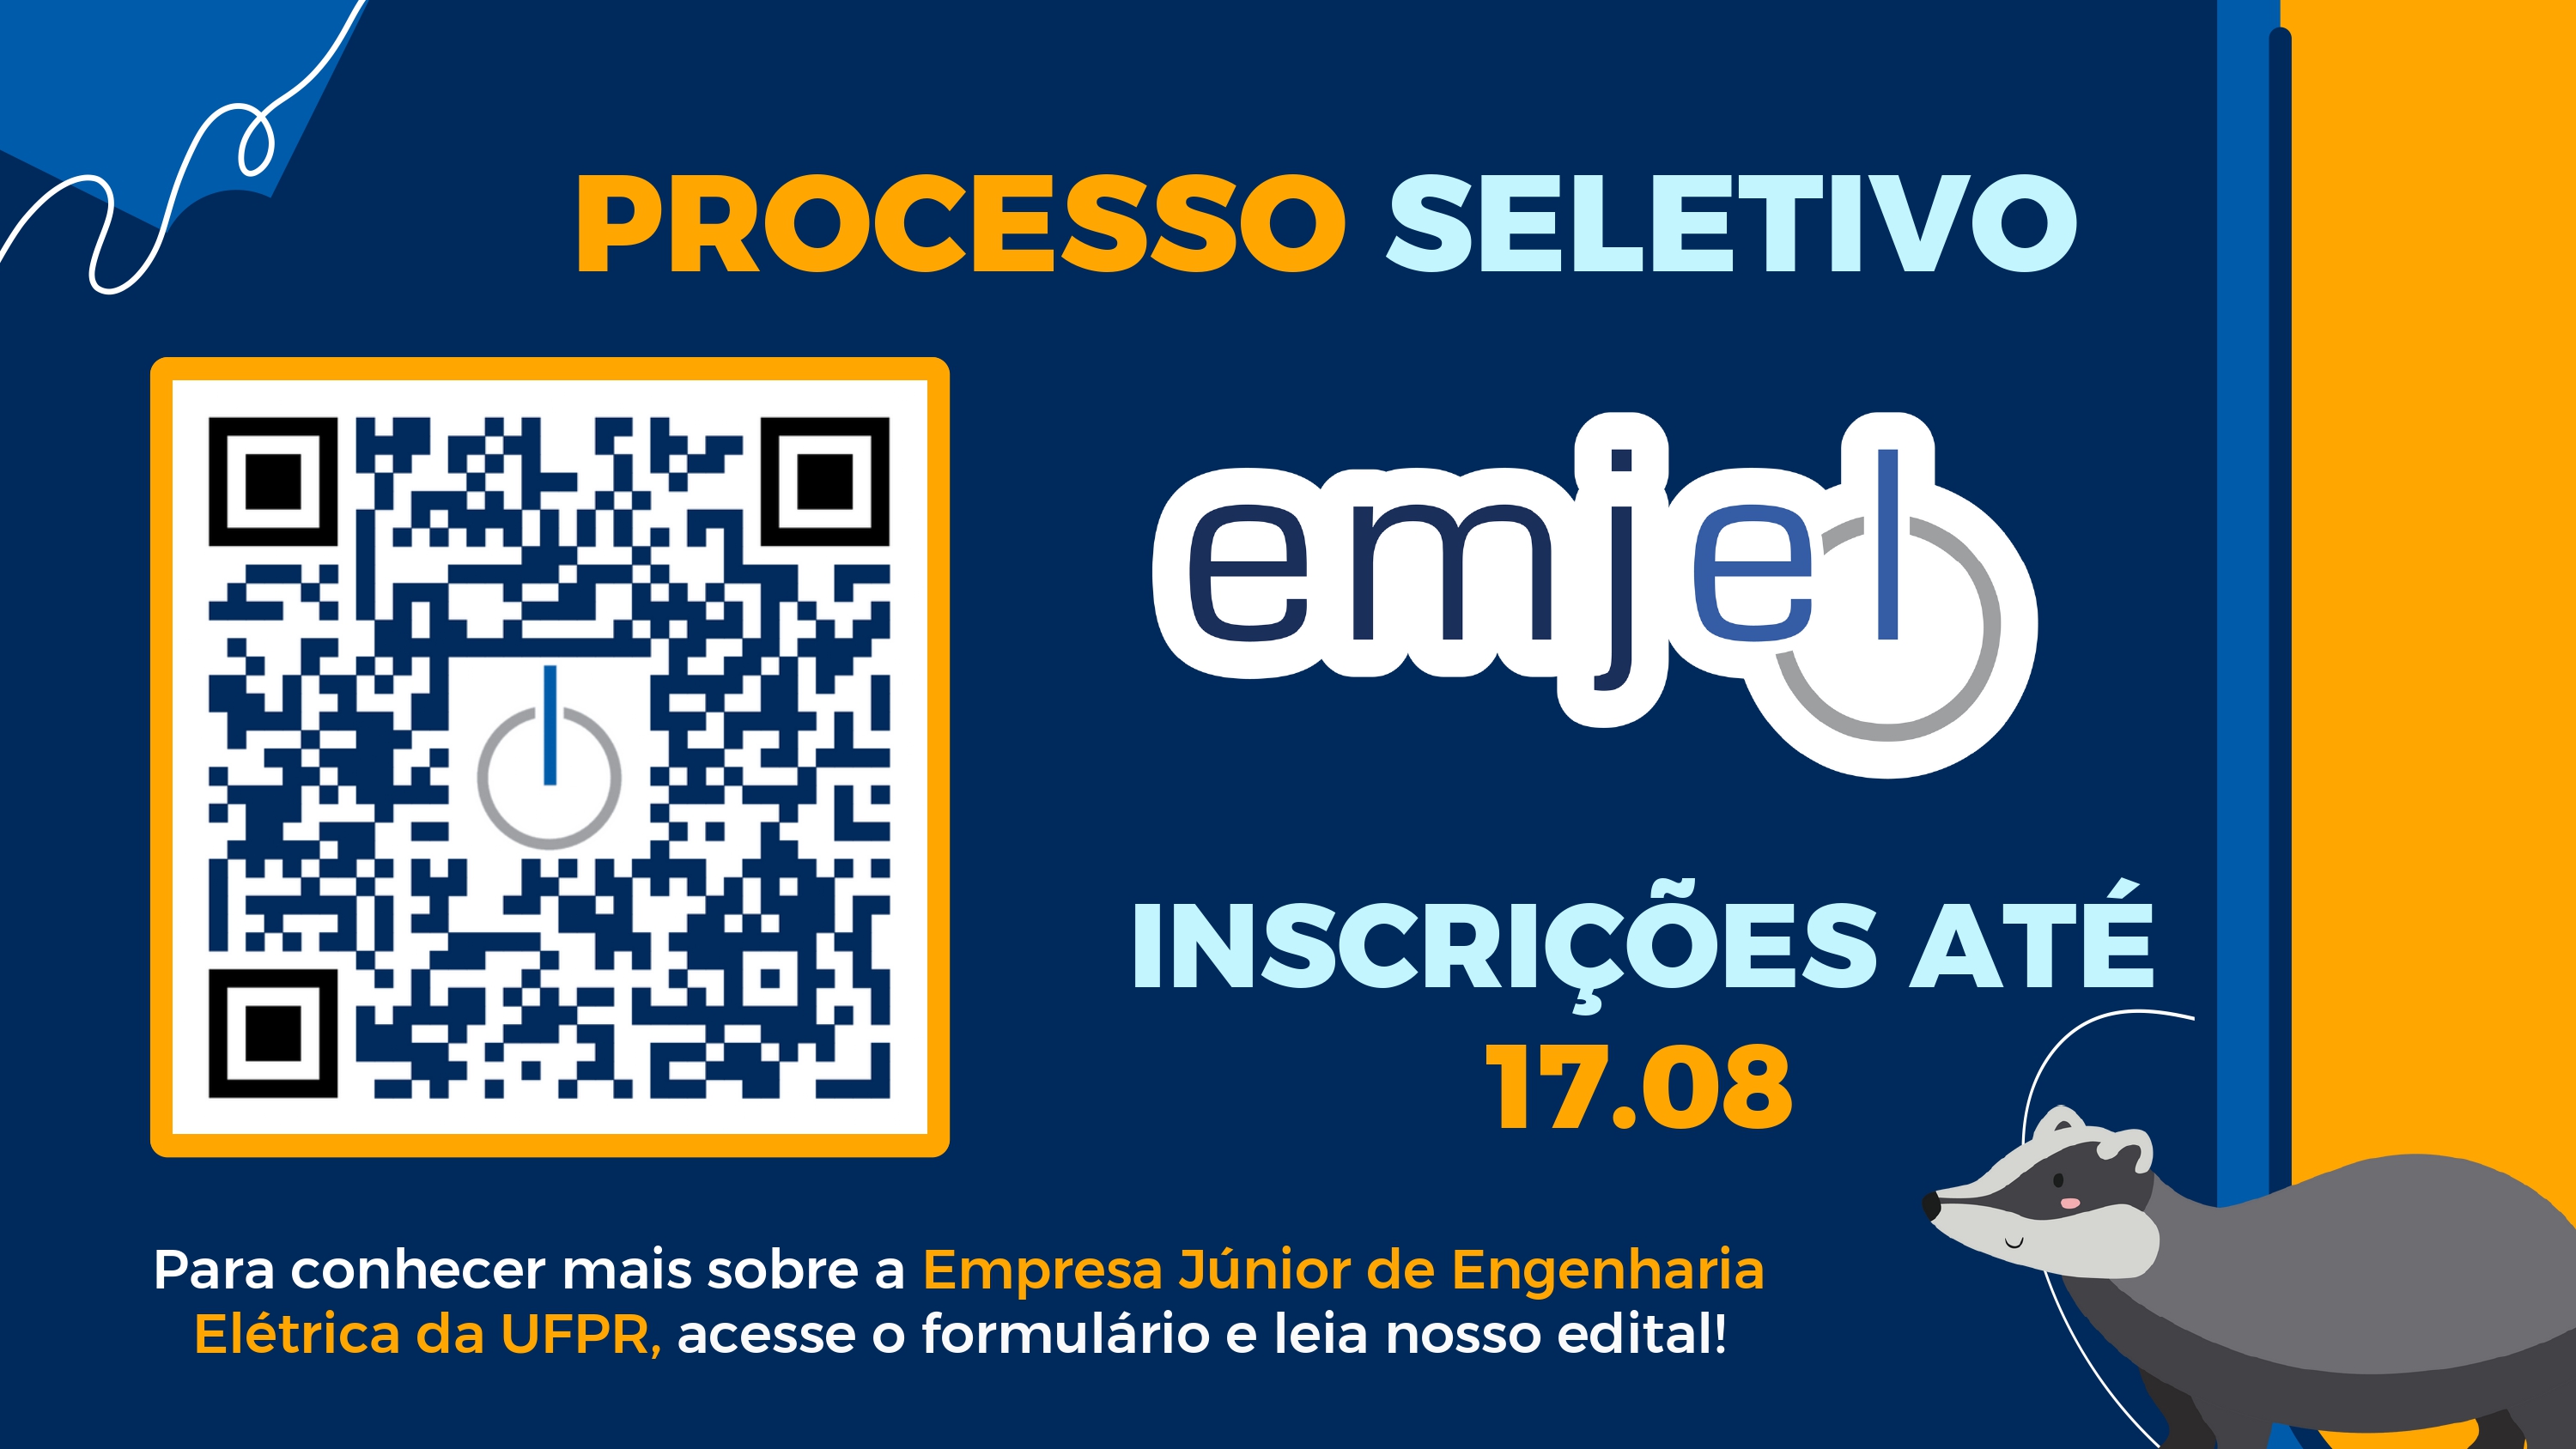 PROCESSO SELETIVO
emjel
INSCRIÇÕES ATÉ
17.08
Para conhecer mais sobre a Empresa Júnior de Engenharia
Elétrica da UFPR, acesse o formulário e leia nosso edital!